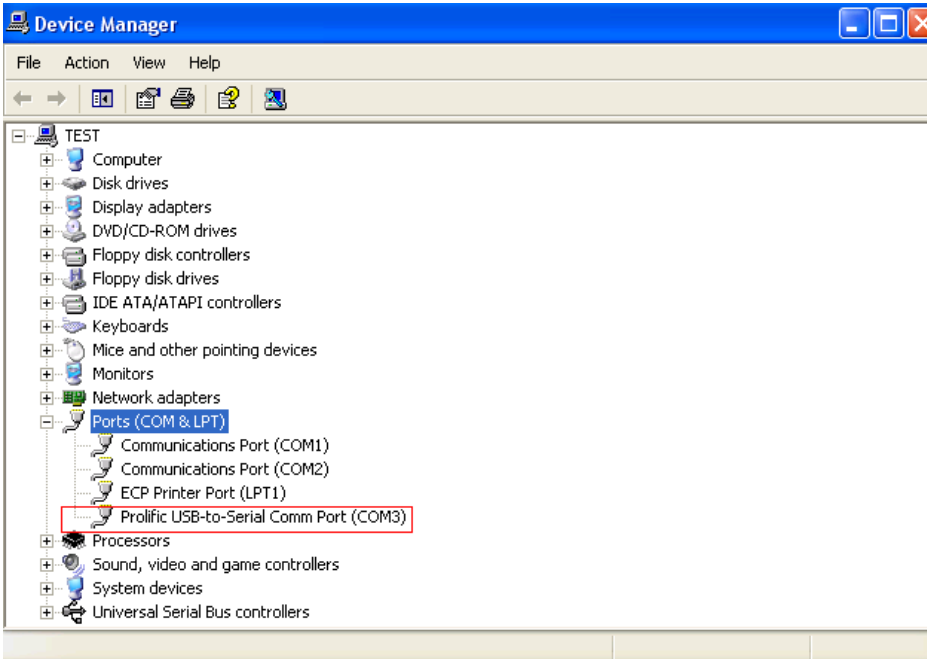 Device Manager
File Action View Help
TEST
Computer
Disk drives
Display adapters
DVD/CD-ROM drives
Floppy disk controllers
Floppy disk drives
IDE ATA/ATAPI controllers
Keyboards
Mice and other pointing devices
Monitors
Network adapters
Ports (COM & LPT)
Communications Port (COM1)
Communications Port (COM2)
ECP Printer Port (LPT1)
Prolific USB-to-Serial Comm Port (COM3)
Processors
Sound, video and game controllers
System devices
Universal Serial Bus controllers